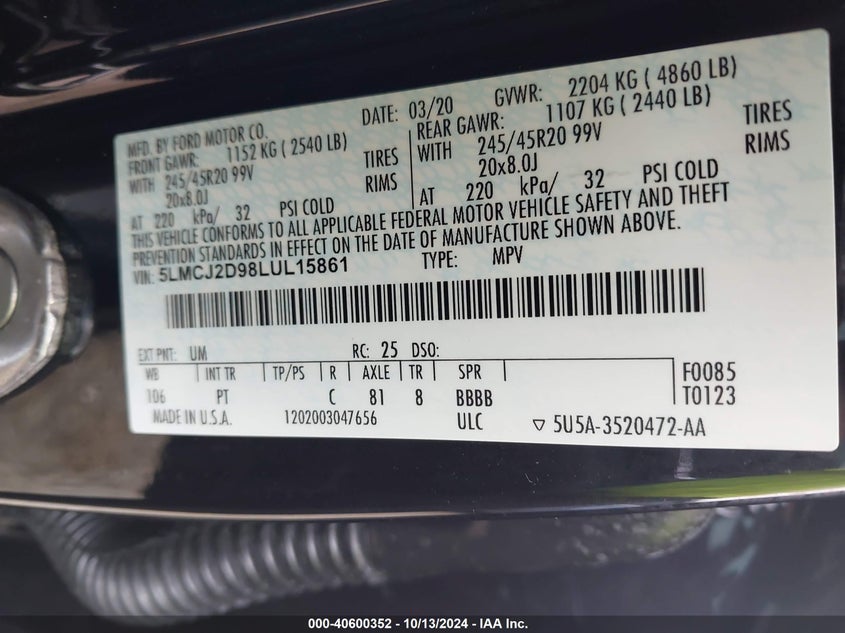 MFD. BY FORD MOTOR CO.
DATE: 03/20 GVWR: 2204 KG ( 4860 LB)
FRONT GAWR: 1152 KG ( 2540 LB)
WITH 245/45R20 99V TIRES
20x8.0J RIMS
AT 220 kPa/ 32 PSI COLD
REAR GAWR: 1107 KG ( 2440 LB)
WITH 245/45R20 99V TIRES
20x8.0J RIMS
AT 220 kPa/ 32 PSI COLD
THIS VEHICLE CONFORMS TO ALL APPLICABLE FEDERAL MOTOR VEHICLE SAFETY AND THEFT
PREVENTION STANDARDS IN EFFECT ON THE DATE OF MANUFACTURE SHOWN ABOVE.
VIN: 5LMCJ2D98LUL15861 TYPE: MPV
EXT PNT: UM RC: 25 DSO:
WB INT TR TP/PS R AXLE TR SPR F0085
106 PT C 81 8 BBBB T0123
MADE IN U.S.A. 1202003047656 ULC ▽ 5U5A-3520472-AA
000-40600352 - 10/13/2024 - IAA Inc.